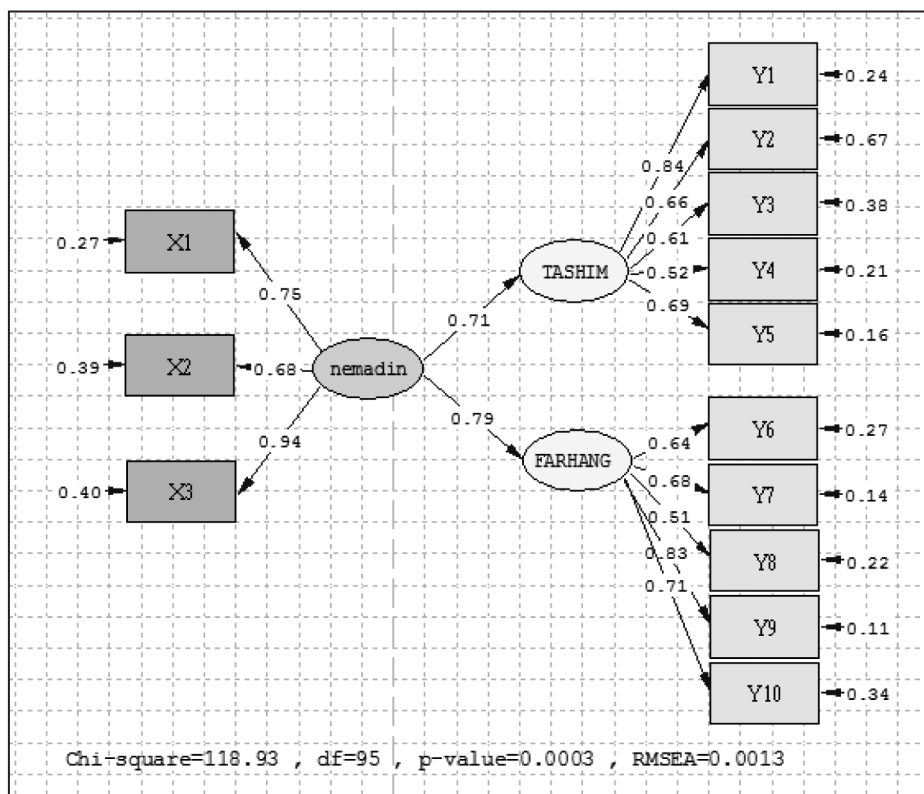 Y1
0.24
Y2
0.67
0.84
Y3
0.38
0.66
0.61
X1
0.27
TASHIM
0.52
Y4
0.21
0.75
0.69
Y5
0.16
0.71
X2
0.39
0.68
nemadin
0.79
Y6
0.27
0.64
0.94
FARHANG
0.68
Y7
0.14
X3
0.40
0.51
0.83
Y8
0.22
0.71
Y9
0.11
Y10
0.34
Chi-square=118.93 , df=95 , p-value=0.0003 , RMSEA=0.0013